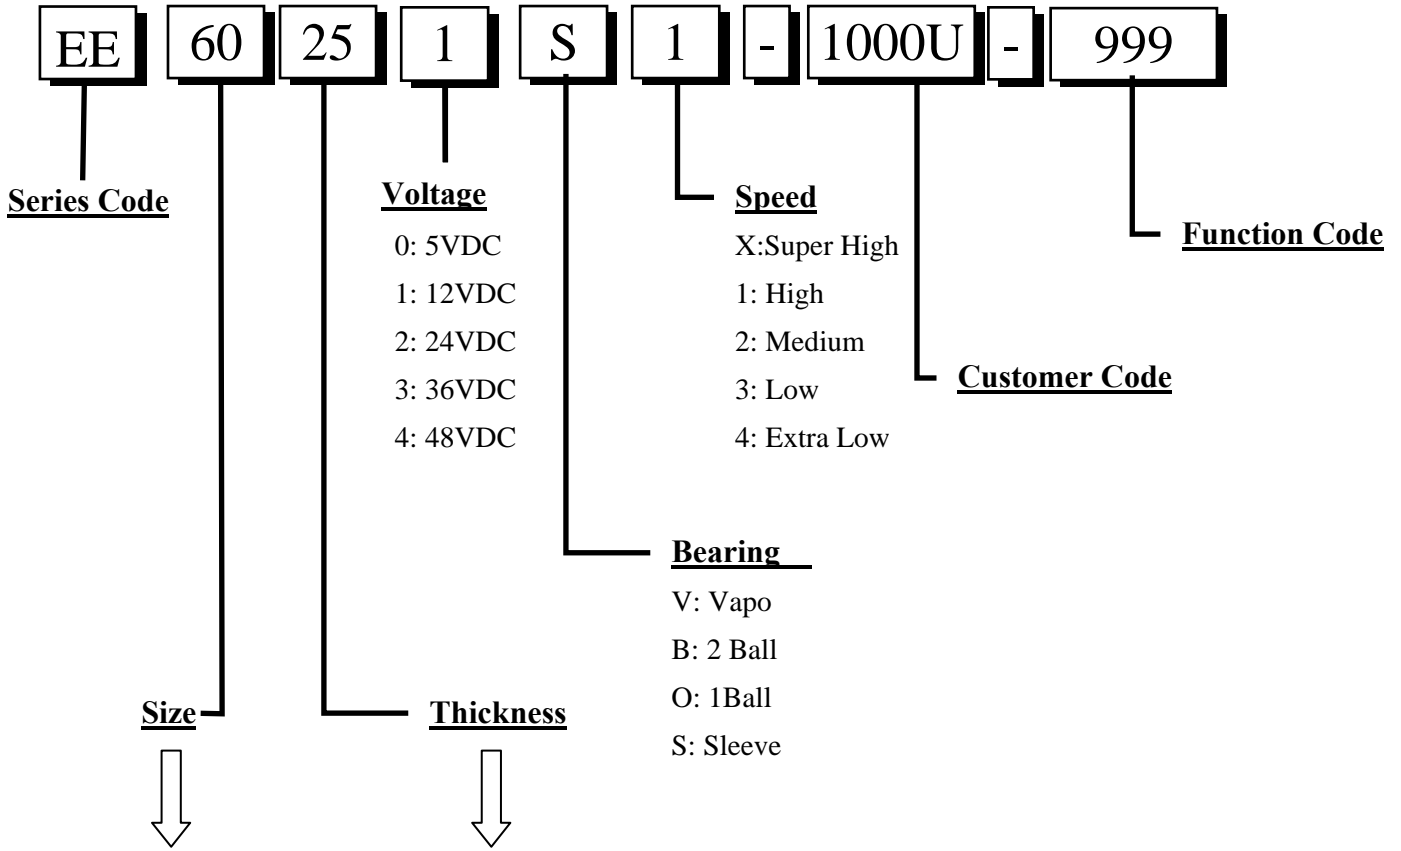 EE 60 25 1 S 1 - 1000U - 999
Series Code
Voltage
0: 5VDC
1: 12VDC
2: 24VDC
3: 36VDC
4: 48VDC
Speed
X:Super High
1: High
2: Medium
3: Low
4: Extra Low
Function Code
Customer Code
Bearing
V: Vapo
B: 2 Ball
O: 1Ball
S: Sleeve
Size
Thickness